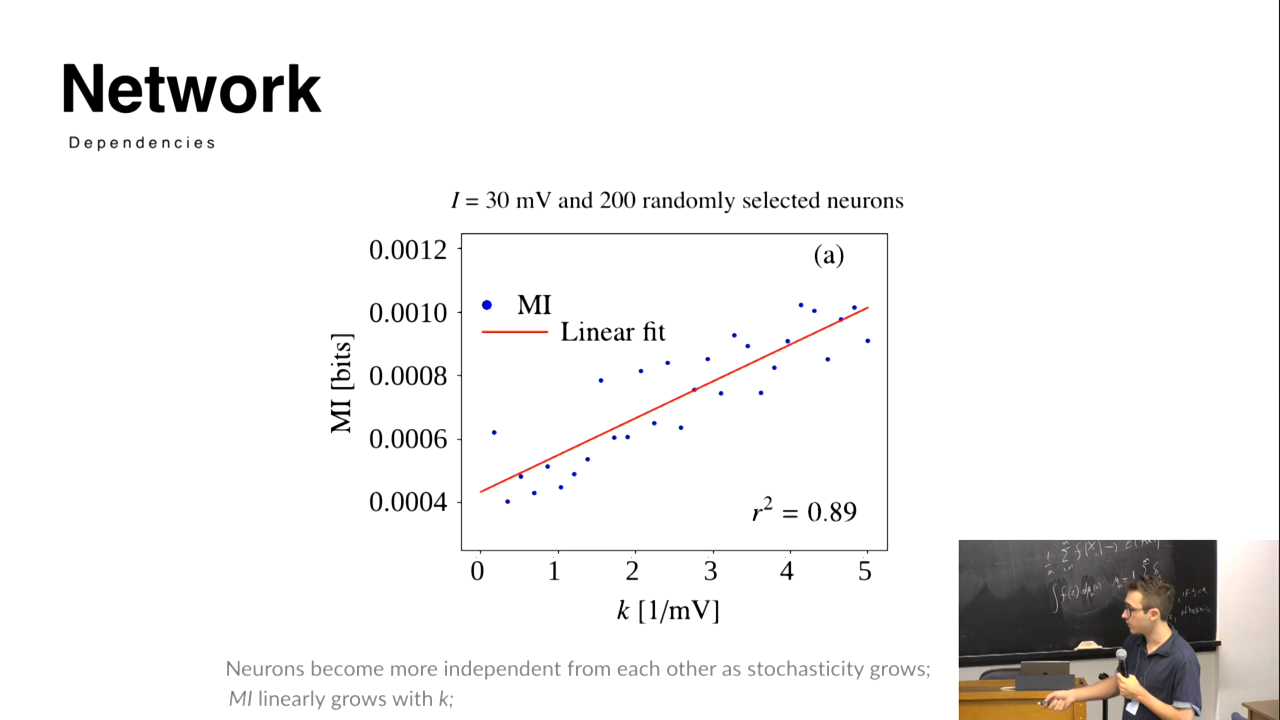 Network
Dependencies
I = 30 mV and 200 randomly selected neurons
(a)
MI
Linear fit
r² = 0.89
MI [bits]
0.0012
0.0010
0.0008
0.0006
0.0004
0 1 2 3 4 5
k [1/mV]
Neurons become more independent from each other as stochasticity grows;
MI linearly grows with k;